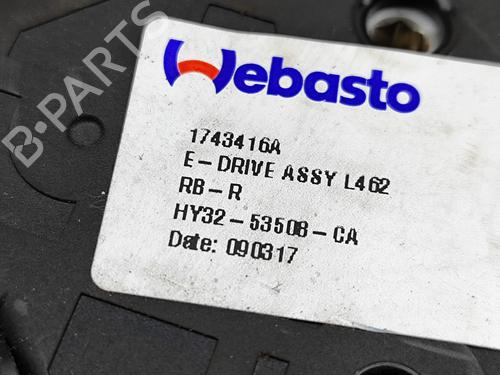 Webasto
1743416A
E-DRIVE ASSY L462
RB-R
HY32-53508-CA
Date: 090317
B-PARTS